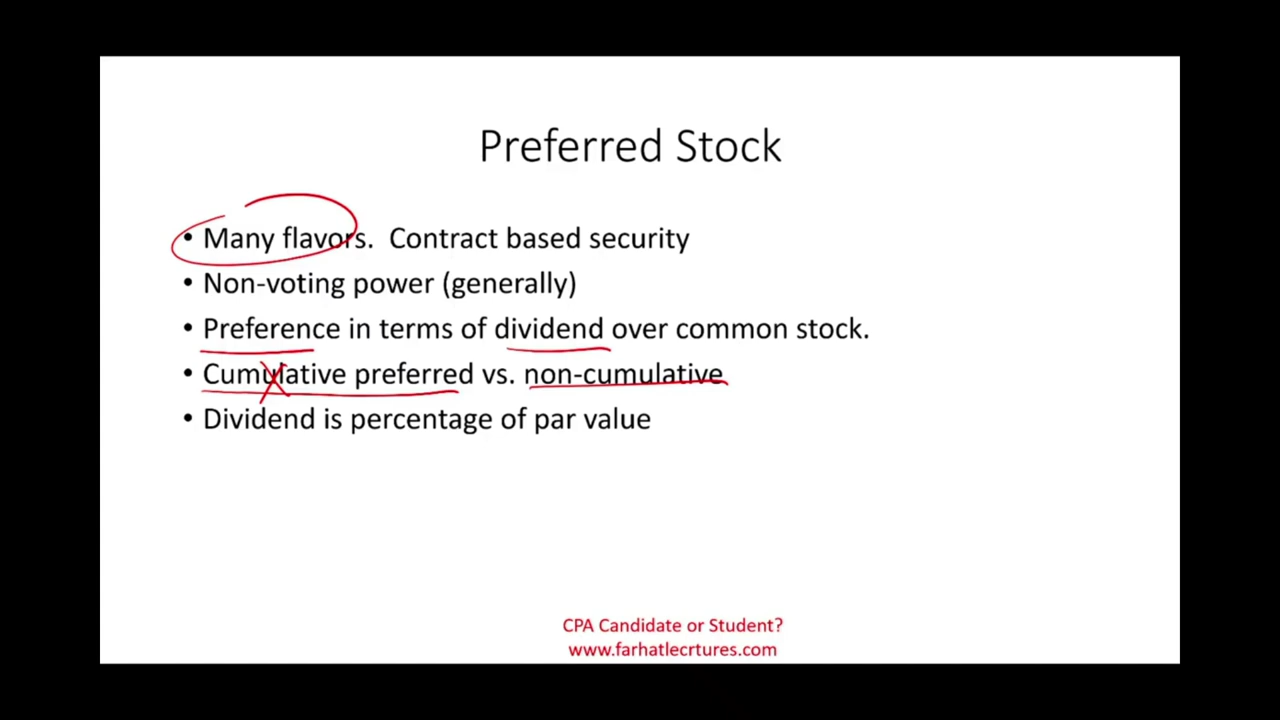 Preferred Stock
• Many flavors. Contract based security
• Non-voting power (generally)
• Preference in terms of dividend over common stock.
• Cumulative preferred vs. non-cumulative
• Dividend is percentage of par value
CPA Candidate or Student?
www.farhatlecrtures.com